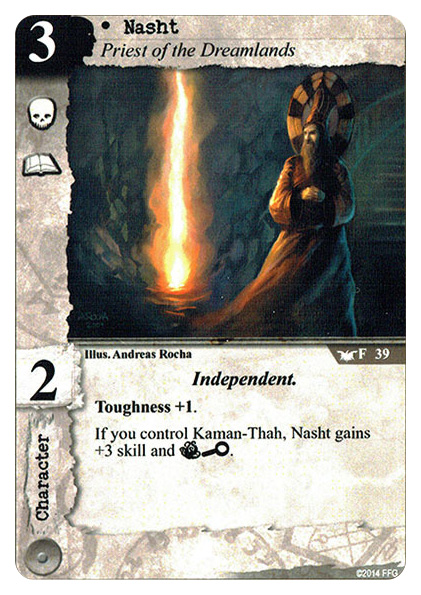 3
• Nasht
Priest of the Dreamlands
Illus. Andreas Rocha
F 39
2
Independent.
Toughness +1.
If you control Kaman-Thah, Nasht gains
+3 skill and .
Character
©2014 FFG